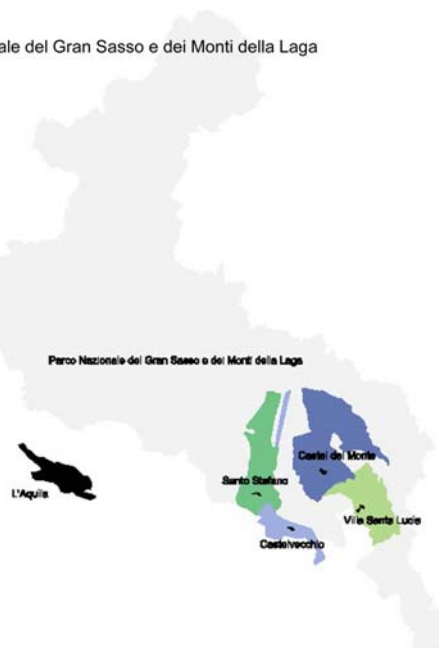 ale del Gran Sasso e dei Monti della Laga
Parco Nazionale del Gran Sasso e dei Monti della Laga
Castel del Monte
Santo Stefano
L'Aquila
Villa Santa Lucia
Castelvecchio